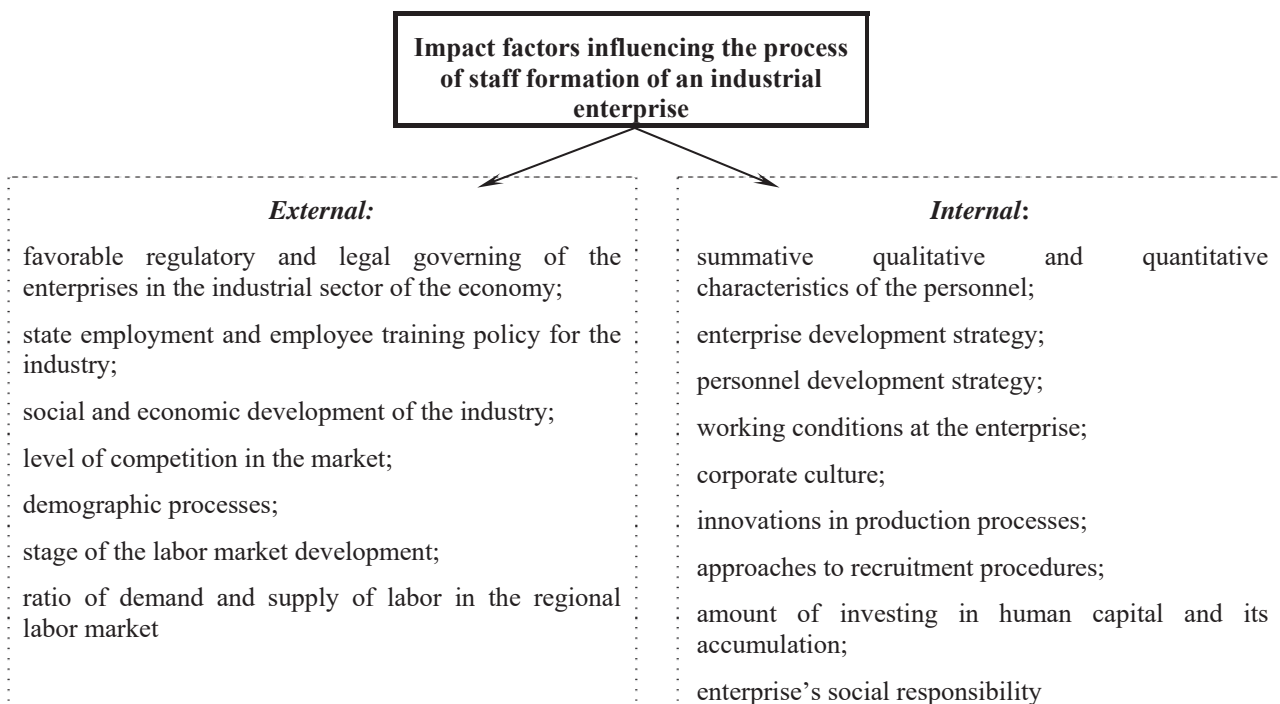 Impact factors influencing the process
of staff formation of an industrial
enterprise
External:
favorable regulatory and legal governing of the
enterprises in the industrial sector of the economy;
state employment and employee training policy for the
industry;
social and economic development of the industry;
level of competition in the market;
demographic processes;
stage of the labor market development;
ratio of demand and supply of labor in the regional
labor market
Internal:
summative qualitative and quantitative
characteristics of the personnel;
enterprise development strategy;
personnel development strategy;
working conditions at the enterprise;
corporate culture;
innovations in production processes;
approaches to recruitment procedures;
amount of investing in human capital and its
accumulation;
enterprise's social responsibility